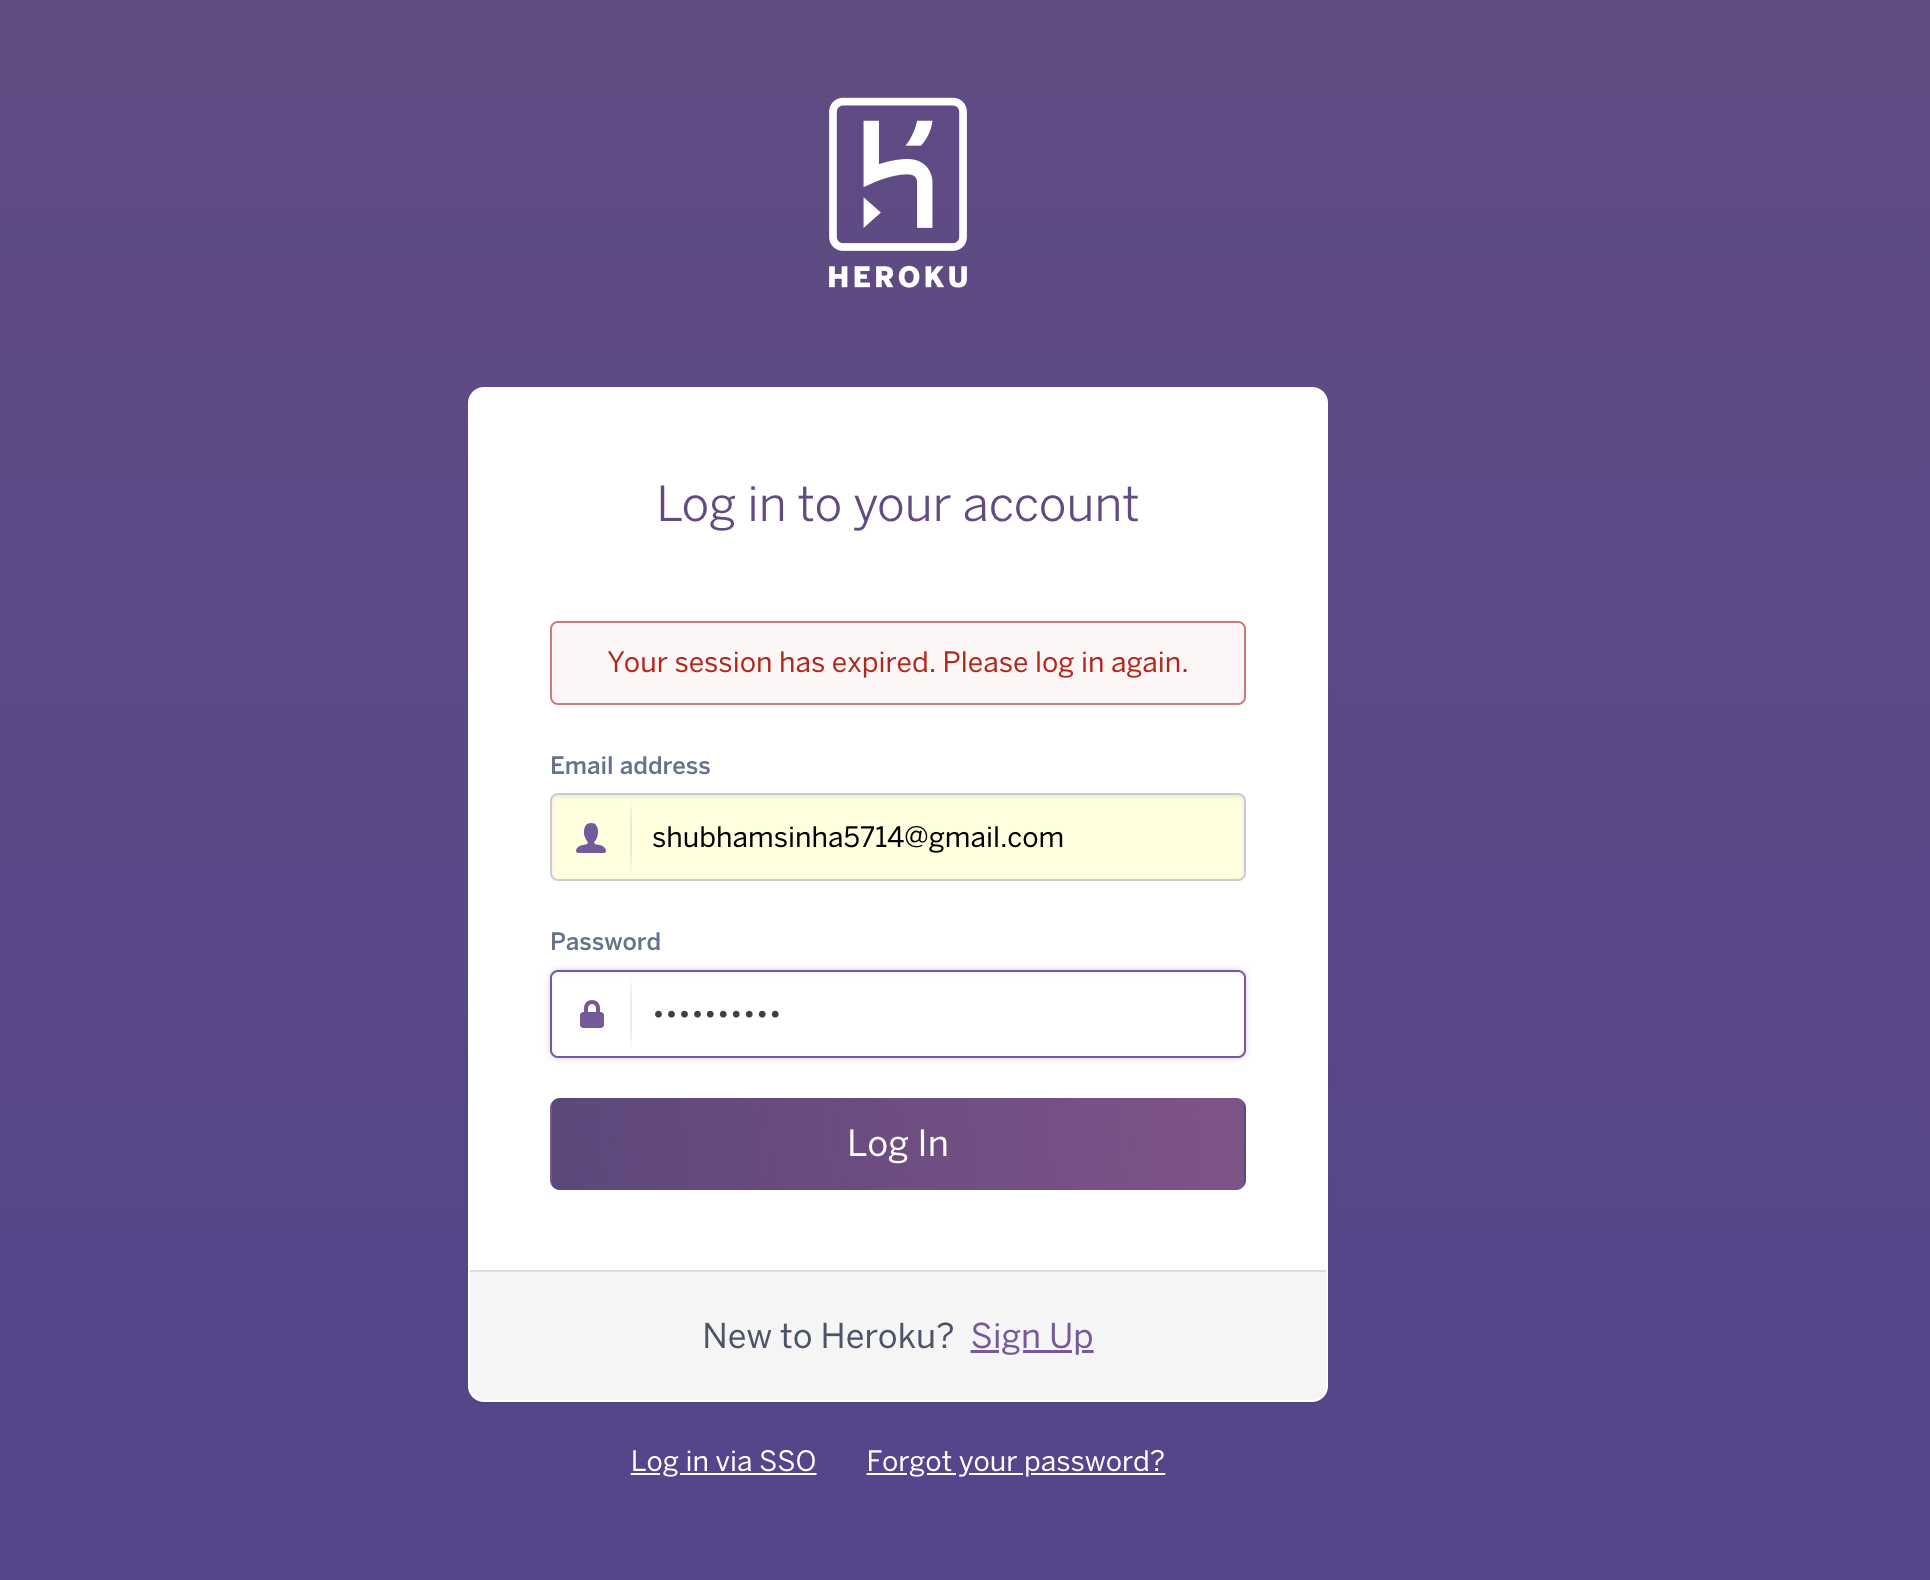 HEROKU
Log in to your account
Your session has expired. Please log in again.
Email address
shubhamsinha5714@gmail.com
Password
••••••••••
Log In
New to Heroku? Sign Up
Log in via SSO Forgot your password?